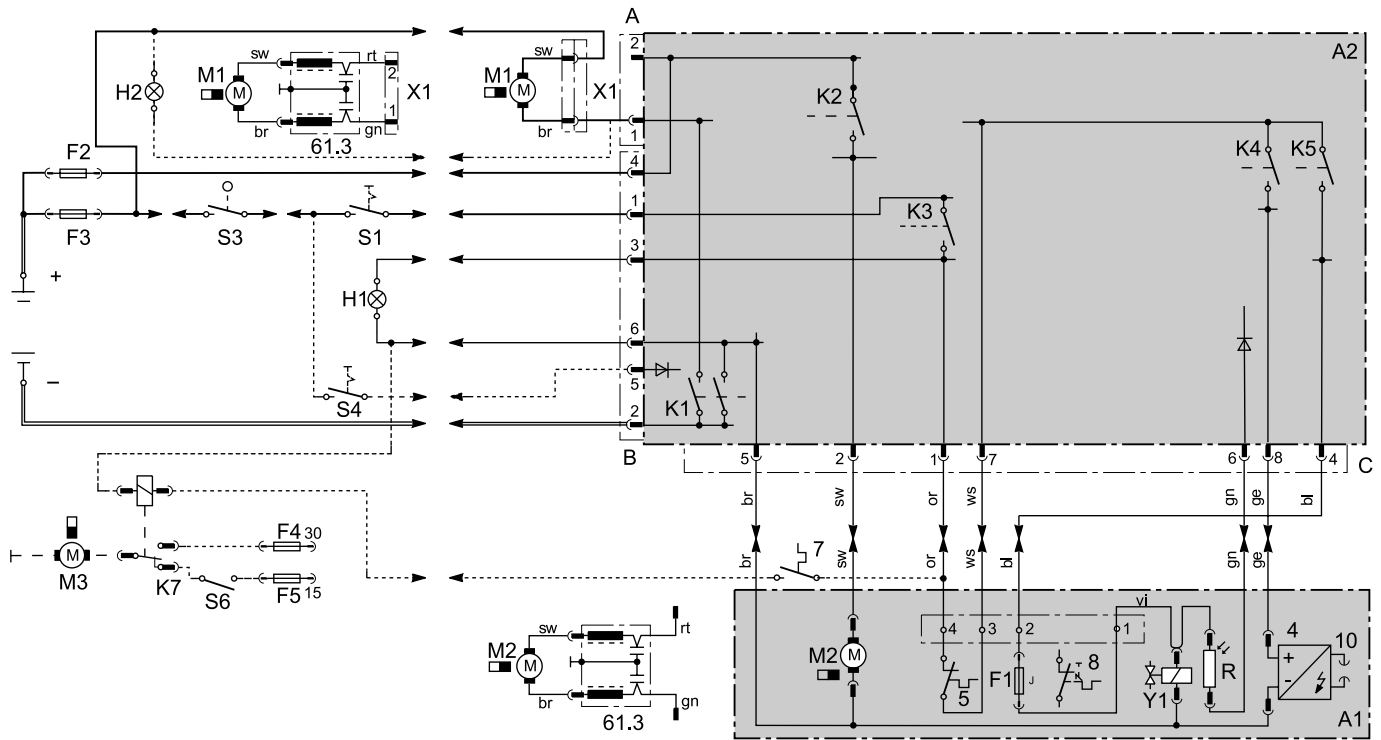 A
2
A2
sw
rt
sw
M1
M
2
X1
M1
M
X1
H2
K2
br
1
gn
br
61.3
1
F2
4
K4
K5
1
K3
F3
S3
S1
3
+
H1
6
–
5
S4
K1
2
B
5
2
1
7
6
8
4
C
br
sw
or
ws
gn
ge
bl
F4 30
7
M
br
sw
or
ws
bl
gn
ge
M3
K7
S6
F5 15
vi
sw
rt
4
3
2
1
4
10
M2
M
M2
M
8
+
F1
R
-
5
Y1
br
gn
61.3
A1